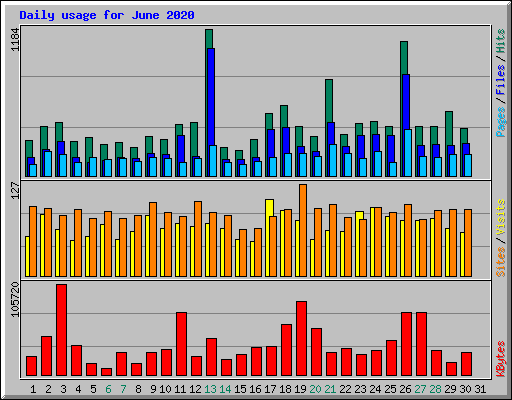 Daily usage for June 2020
1184
Pages / Files / Hits
127
Sites / Visits
105720
KBytes
1 2 3 4 5 6 7 8 9 10 11 12 13 14 15 16 17 18 19 20 21 22 23 24 25 26 27 28 29 30 31